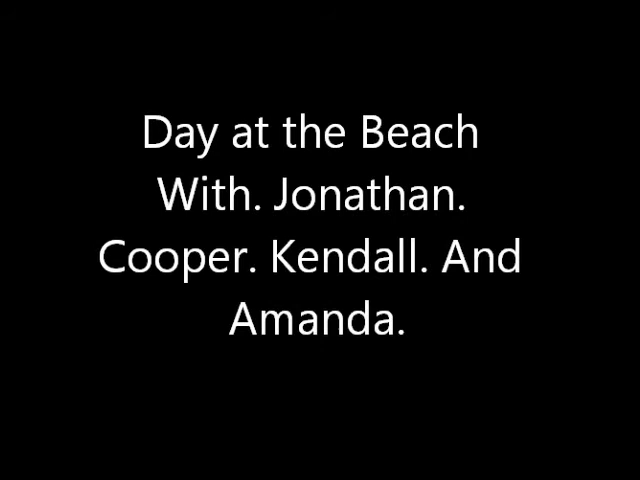 Day at the Beach
With. Jonathan.
Cooper. Kendall. And
Amanda.